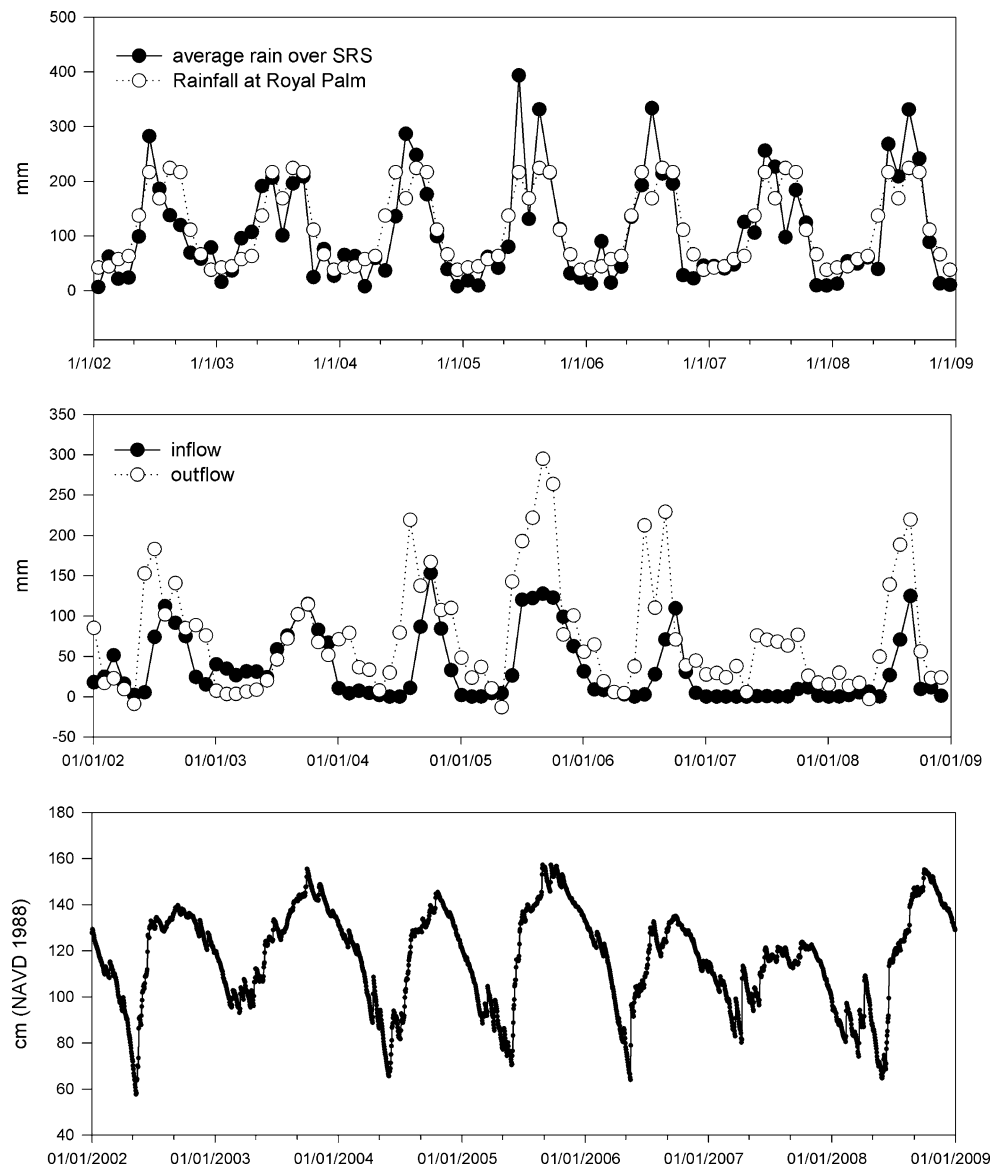 500
400
300
200
100
0
mm
average rain over SRS
Rainfall at Royal Palm
1/1/02 1/1/03 1/1/04 1/1/05 1/1/06 1/1/07 1/1/08 1/1/09
350
300
250
200
150
100
50
0
-50
mm
inflow
outflow
01/01/02 01/01/03 01/01/04 01/01/05 01/01/06 01/01/07 01/01/08 01/01/09
180
160
140
120
100
80
60
40
cm (NAVD 1988)
01/01/2002 01/01/2003 01/01/2004 01/01/2005 01/01/2006 01/01/2007 01/01/2008 01/01/2009